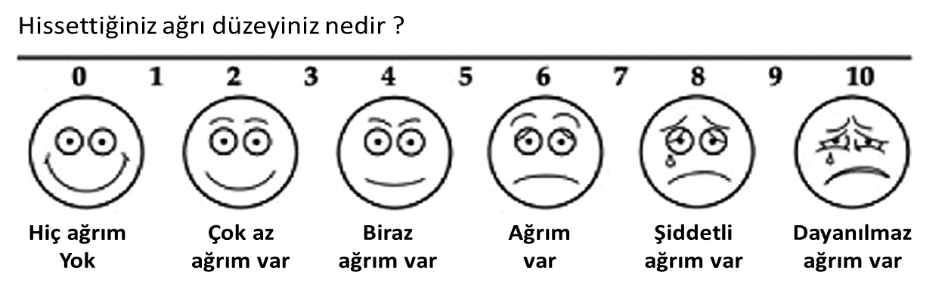 Hissettiğiniz ağrı düzeyiniz nedir ?
0 1 2 3 4 5 6 7 8 9 10
Hiç ağrım Çok az Biraz Ağrım Şiddetli Dayanılmaz
Yok ağrım var ağrım var var ağrım var ağrım var